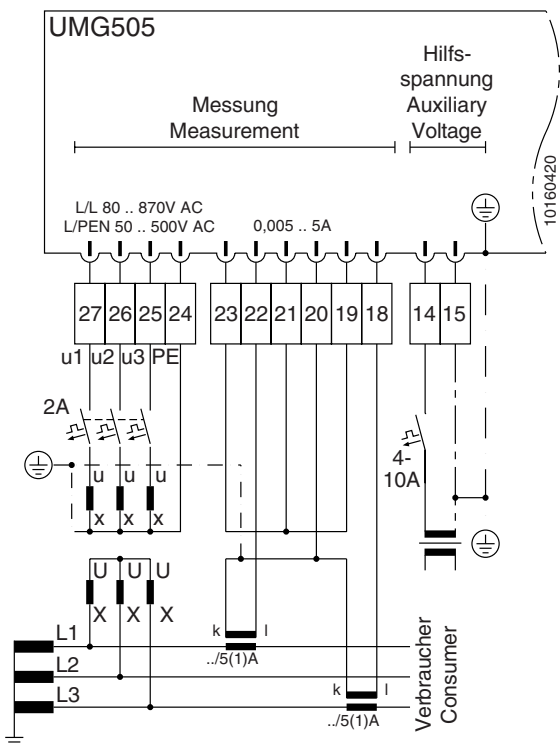 UMG505
Hilfs-
spannung
Auxiliary
Voltage
Messung
Measurement
10160420
L/L 80 .. 870V AC
L/PEN 50 .. 500V AC
0,005 .. 5A
27 26 25 24 23 22 21 20 19 18 14 15
u1 u2 u3 PE
2A
4-
10A
u u u
x x x
U U U
X X X
L1
k l
../5(1)A
L2
L3
k l
../5(1)A
Verbraucher
Consumer